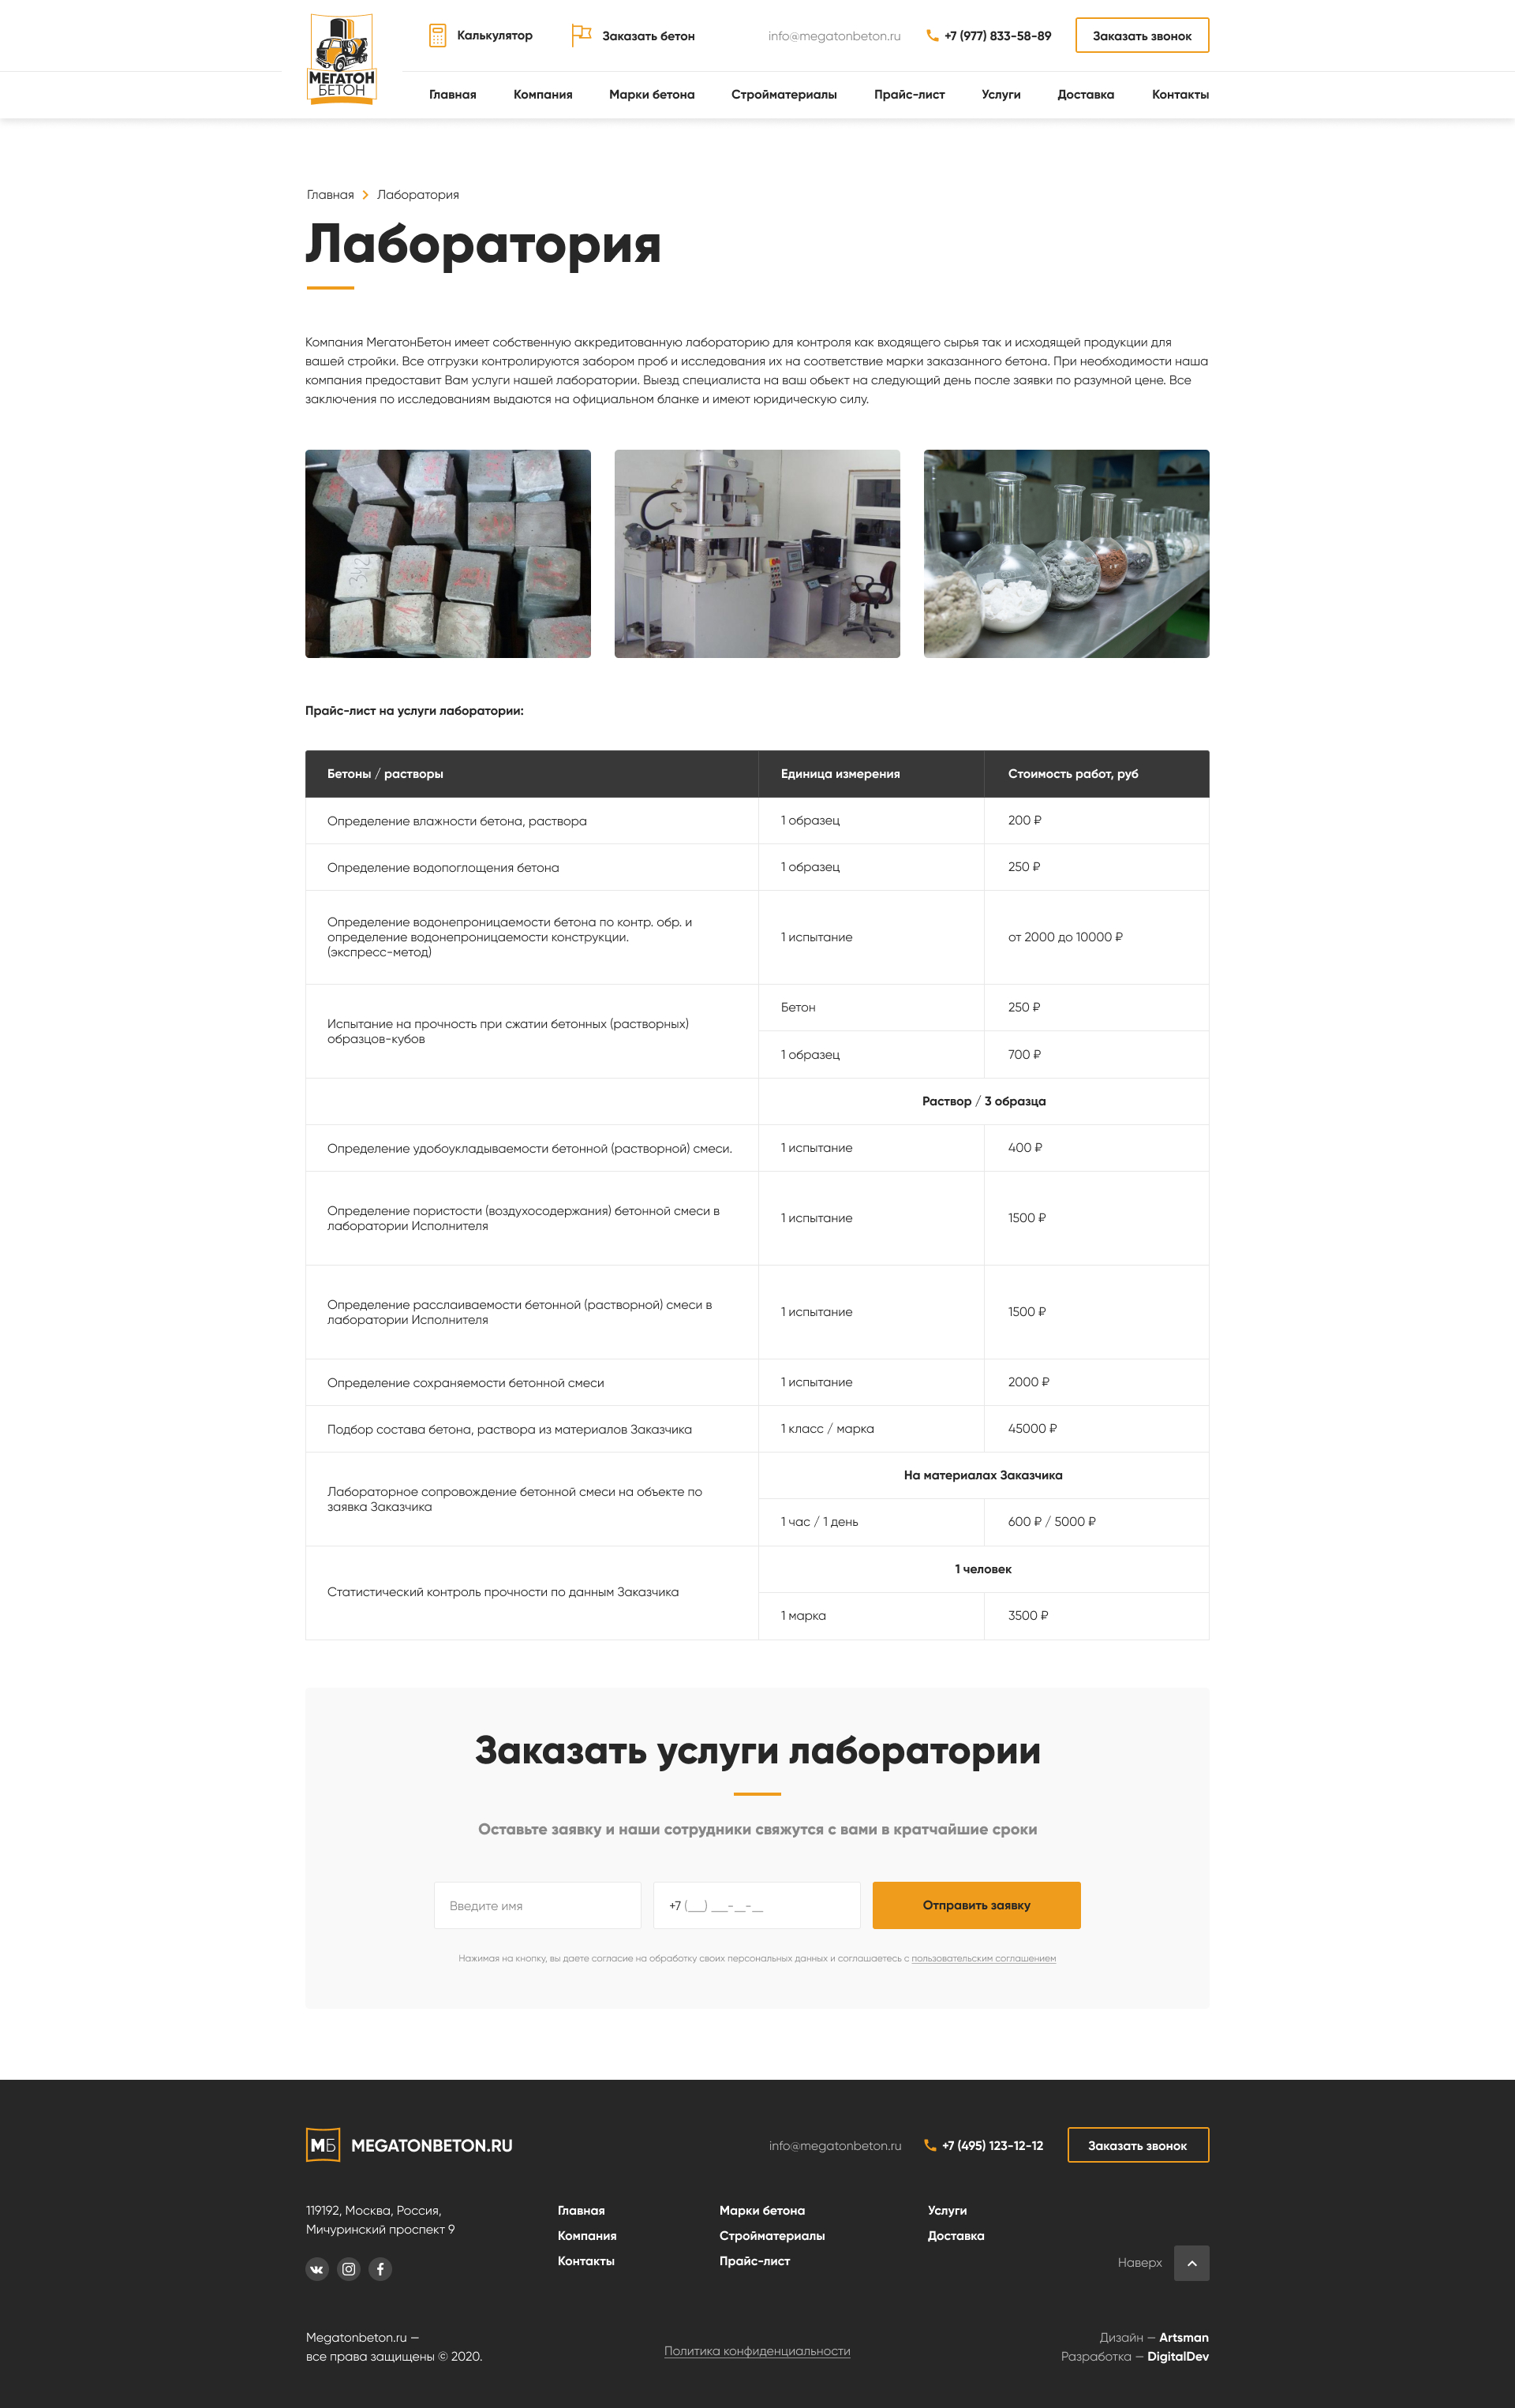 МЕГАТОН
БЕТОН
Калькулятор
Заказать бетон
info@megatonbeton.ru
+7 (977) 833-58-89
Заказать звонок
Главная
Компания
Марки бетона
Стройматериалы
Прайс-лист
Услуги
Доставка
Контакты
Главная
Лаборатория
Лаборатория
Компания МегатонБетон имеет собственную аккредитованную лабораторию для контроля как входящего сырья так и исходящей продукции для
вашей стройки. Все отгрузки контролируются забором проб и исследования их на соответствие марки заказанного бетона. При необходимости наша
компания предоставит Вам услуги нашей лаборатории. Выезд специалиста на ваш обьект на следующий день после заявки по разумной цене. Все
заключения по исследованиям выдаются на официальном бланке и имеют юридическую силу.
Прайс-лист на услуги лаборатории:
Бетоны / растворы
Единица измерения
Стоимость работ, руб
Определение влажности бетона, раствора
1 образец
200 ₽
Определение водопоглощения бетона
1 образец
250 ₽
Определение водонепроницаемости бетона по контр. обр. и
определение водонепроницаемости конструкции.
(экспресс-метод)
1 испытание
от 2000 до 10000 ₽
Испытание на прочность при сжатии бетонных (растворных)
образцов-кубов
Бетон
250 ₽
1 образец
700 ₽
Раствор / 3 образца
Определение удобоукладываемости бетонной (растворной) смеси.
1 испытание
400 ₽
Определение пористости (воздухосодержания) бетонной смеси в
лаборатории Исполнителя
1 испытание
1500 ₽
Определение расслаиваемости бетонной (растворной) смеси в
лаборатории Исполнителя
1 испытание
1500 ₽
Определение сохраняемости бетонной смеси
1 испытание
2000 ₽
Подбор состава бетона, раствора из материалов Заказчика
1 класс / марка
45000 ₽
Лабораторное сопровождение бетонной смеси на объекте по
заявка Заказчика
На материалах Заказчика
1 час / 1 день
600 ₽ / 5000 ₽
Статистический контроль прочности по данным Заказчика
1 человек
1 марка
3500 ₽
Заказать услуги лаборатории
Оставьте заявку и наши сотрудники свяжутся с вами в кратчайшие сроки
Введите имя
+7 (___) ___-__-__
Отправить заявку
Нажимая на кнопку, вы даете согласие на обработку своих персональных данных и соглашаетесь с пользовательским соглашением
МБ
MEGATONBETON.RU
info@megatonbeton.ru
+7 (495) 123-12-12
Заказать звонок
119192, Москва, Россия,
Мичуринский проспект 9
Главная
Компания
Контакты
Марки бетона
Стройматериалы
Прайс-лист
Услуги
Доставка
Наверх
Megatonbeton.ru —
все права защищены © 2020.
Политика конфиденциальности
Дизайн — Artsman
Разработка — DigitalDev